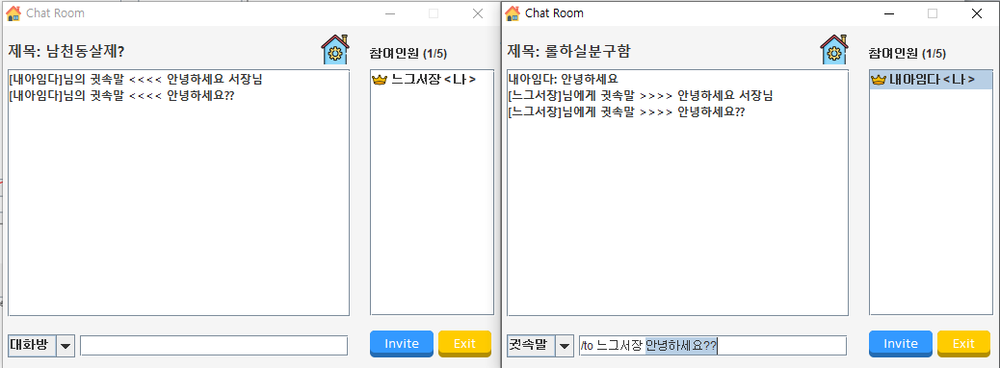 Chat Room
제목: 남천동살제?
참여인원 (1/5)
[내아임다]님의 귓속말 <<<< 안녕하세요 서장님
[내아임다]님의 귓속말 <<<< 안녕하세요??
느그서장 <나>
대화방
Invite
Exit
Chat Room
제목: 롤하실분구함
참여인원 (1/5)
내아임다: 안녕하세요
[느그서장]님에게 귓속말 >>>> 안녕하세요 서장님
[느그서장]님에게 귓속말 >>>> 안녕하세요??
내아임다 <나>
귓속말
/to 느그서장 안녕하세요??
Invite
Exit